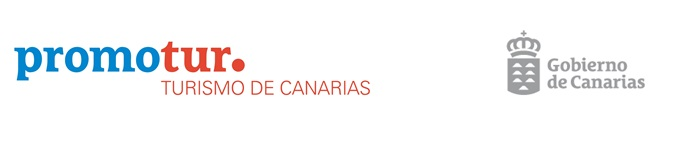 promotur.
TURISMO DE CANARIAS
Gobierno
de Canarias